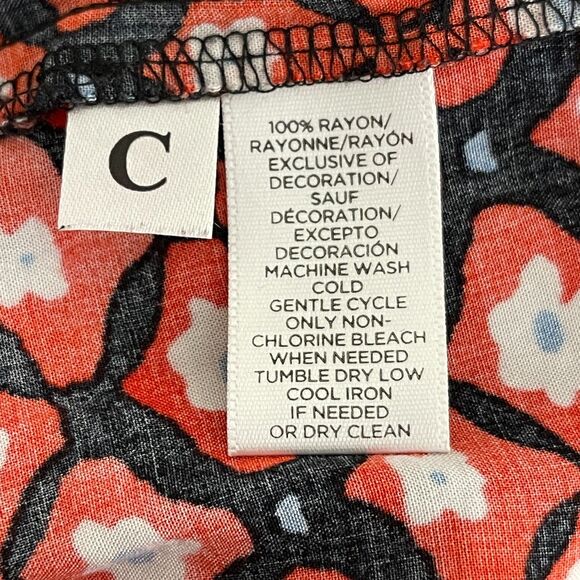 C
100% RAYON/
RAYONNE/RAYÓN
EXCLUSIVE OF
DECORATION/
SAUF
DÉCORATION/
EXCEPTO
DECORACIÓN
MACHINE WASH
COLD
GENTLE CYCLE
ONLY NON-
CHLORINE BLEACH
WHEN NEEDED
TUMBLE DRY LOW
COOL IRON
IF NEEDED
OR DRY CLEAN